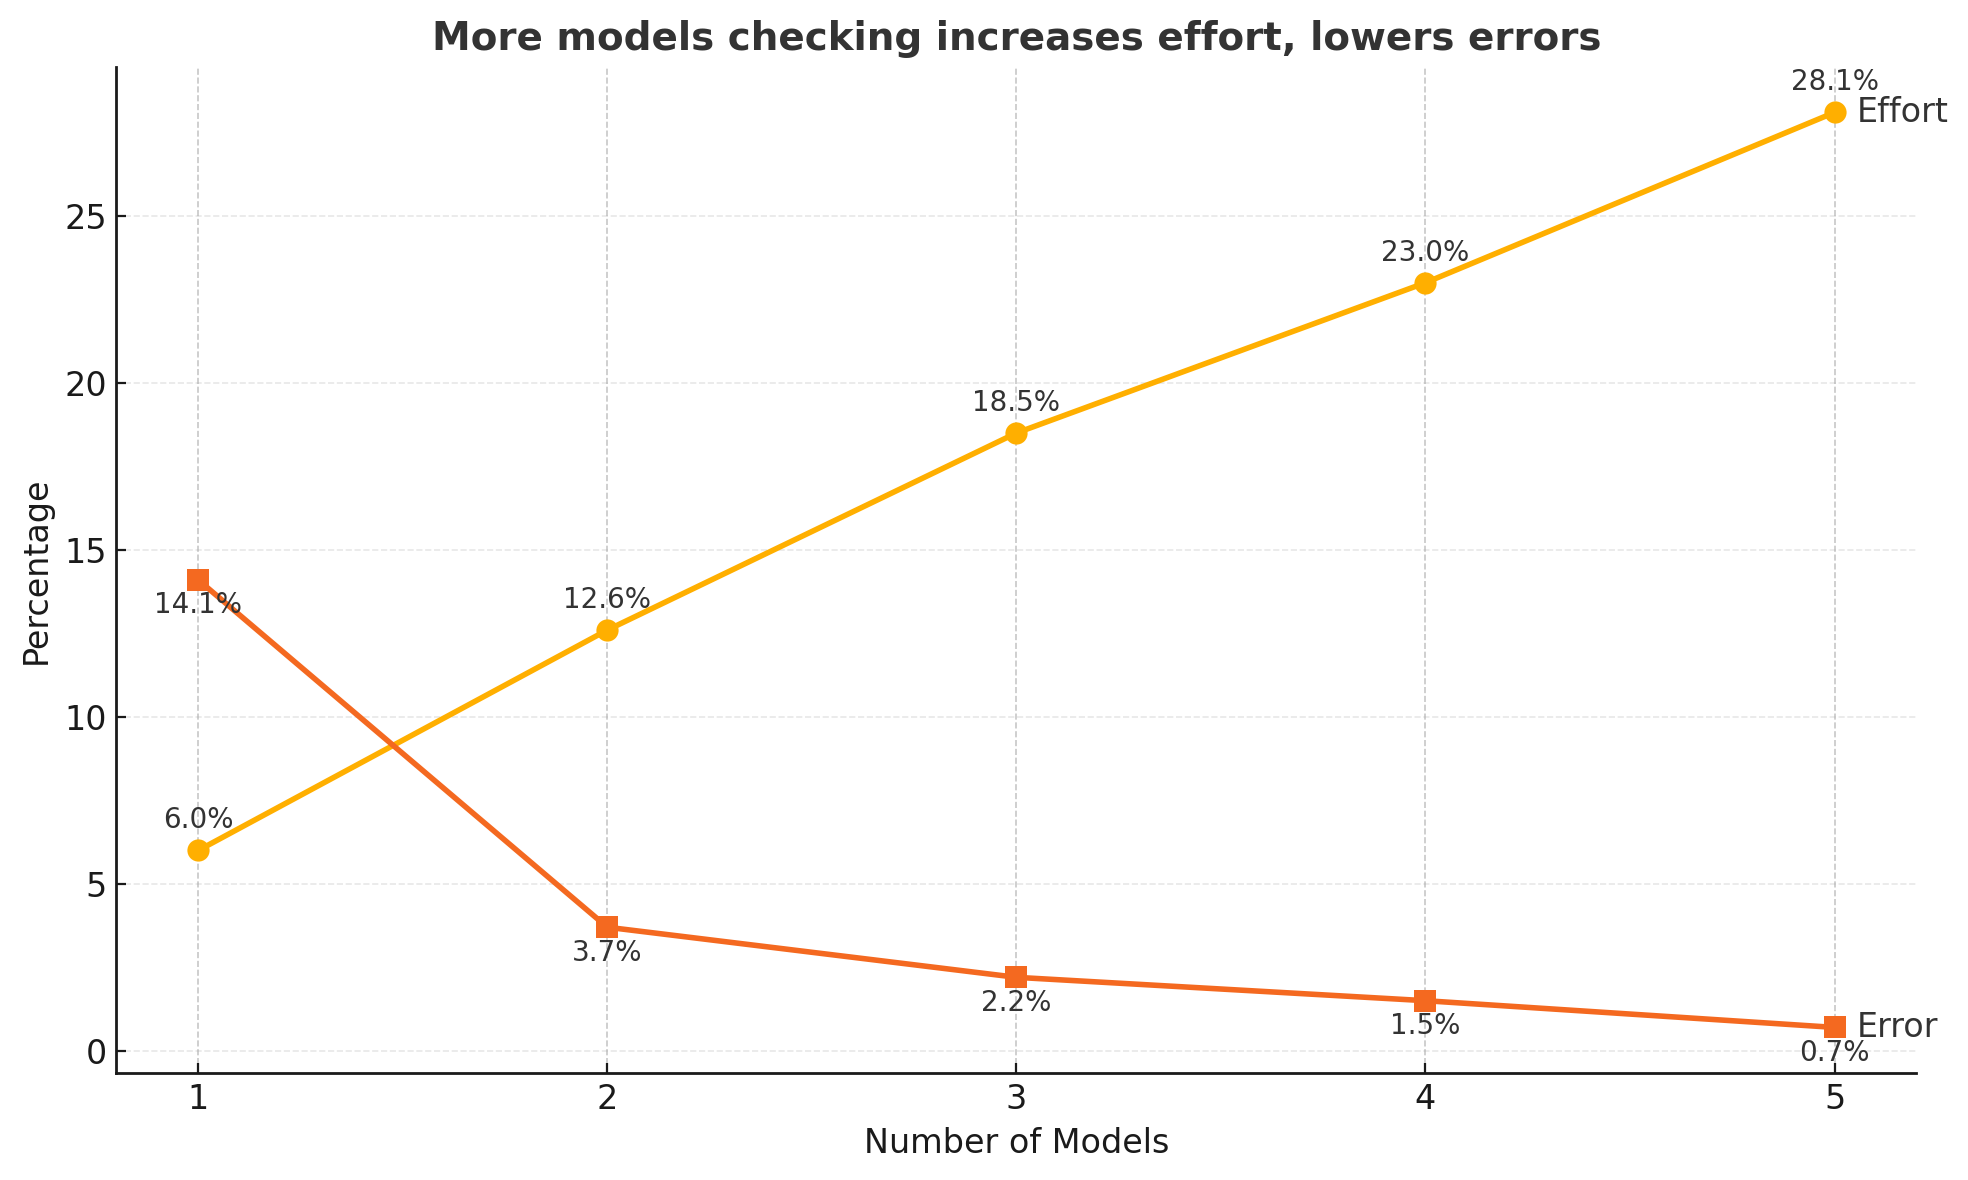 More models checking increases effort, lowers errors
28.1%
Effort
25
23.0%
20
18.5%
15
14.1%
12.6%
10
6.0%
5
3.7%
2.2%
1.5%
Error
0.7%
0
1 2 3 4 5
Number of Models
Percentage